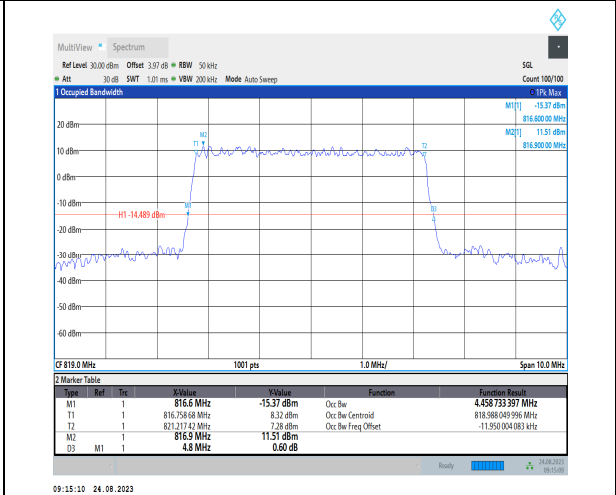 MultiView Spectrum
Ref Level 30.00 dBm Offset 3.97 dB RBW 50 kHz SGL
Att 30 dB SWT 1.01 ms VBW 200 kHz Mode Auto Sweep Count 100/100
1 Occupied Bandwidth 1Pk Max
M1[1] -15.37 dBm
816.600 00 MHz
20 dBm
M2[1] 11.51 dBm
816.900 00 MHz
M2
T1 T2
10 dBm
0 dBm
-10 dBm
M1 D3
H1 -14.489 dBm
-20 dBm
-30 dBm
-40 dBm
-50 dBm
-60 dBm
CF 819.0 MHz 1001 pts 1.0 MHz/ Span 10.0 MHz
2 Marker Table
Type Ref Trc X-Value Y-Value Function Function Result
M1 1 816.6 MHz -15.37 dBm Occ Bw 4.458 733 397 MHz
T1 1 816.758 68 MHz 8.32 dBm Occ Bw Centroid 818.988 049 996 MHz
T2 1 821.217 42 MHz 7.28 dBm Occ Bw Freq Offset -11.950 004 083 kHz
M2 1 816.9 MHz 11.51 dBm
D3 M1 1 4.8 MHz 0.60 dB
Ready 24.08.2023
09:15:09
09:15:10 24.08.2023